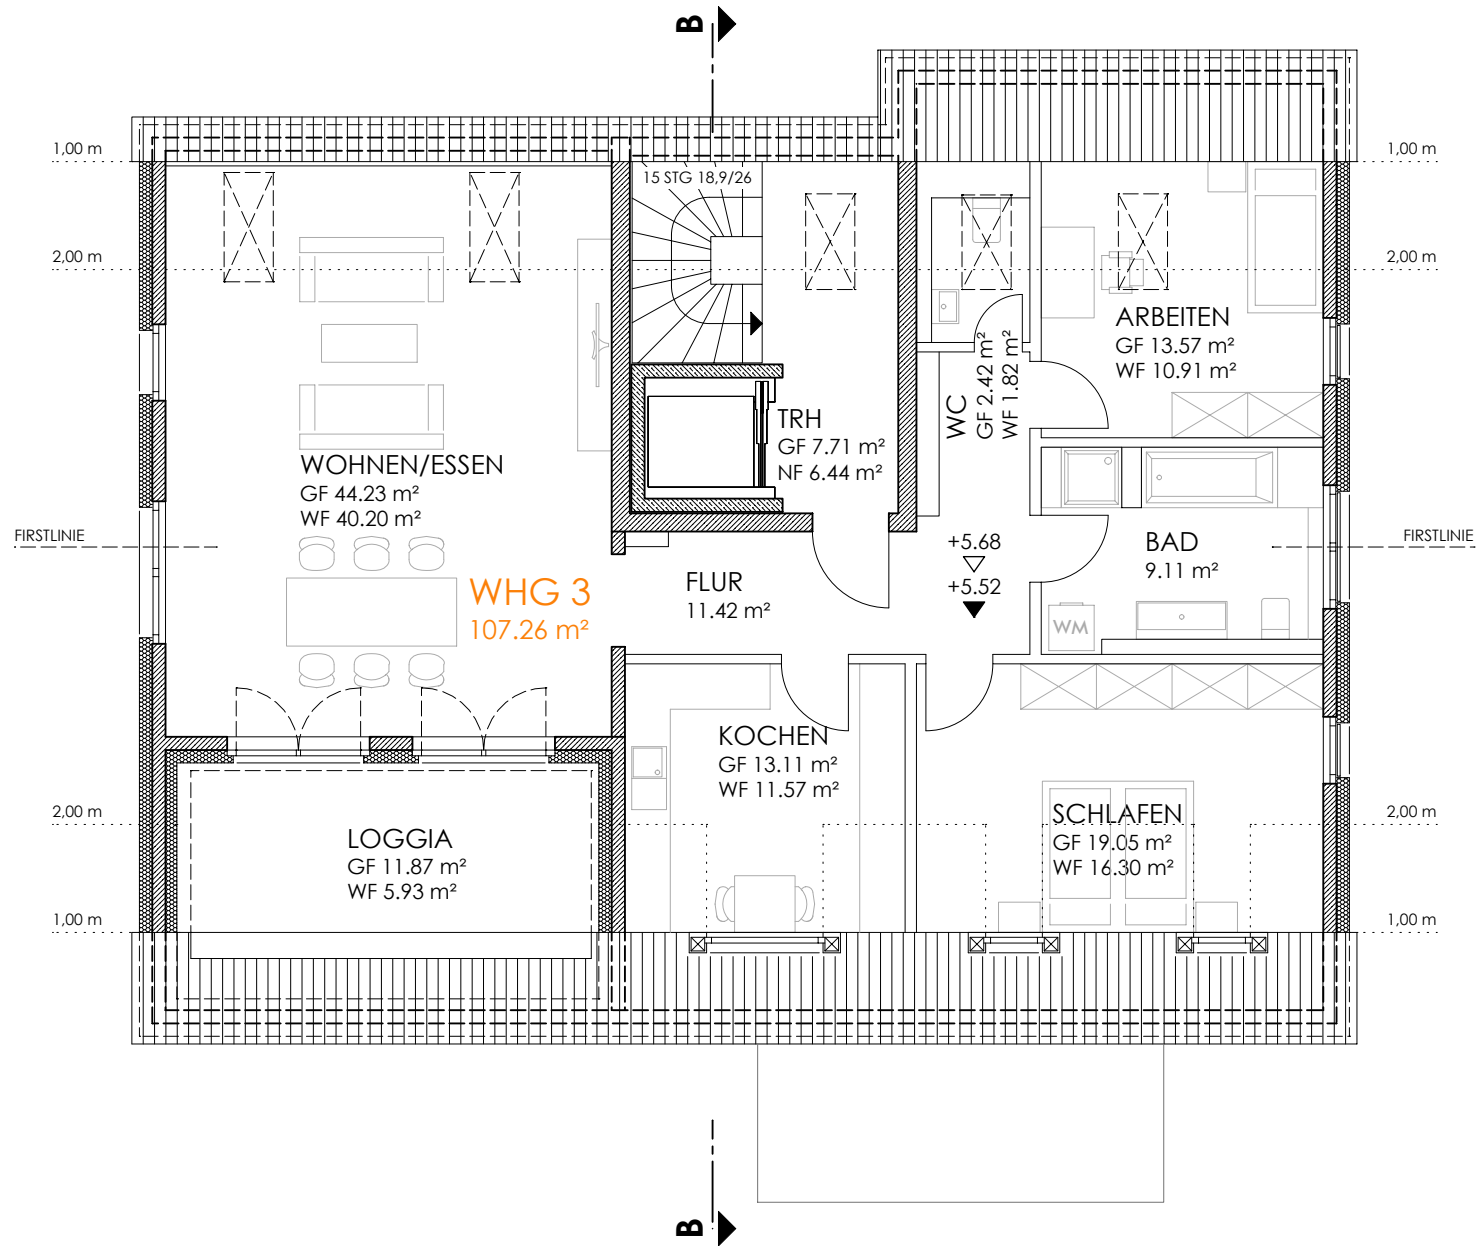 B
1,00 m
1,00 m
15 STG 18,9/26
2,00 m
2,00 m
ARBEITEN
GF 13.57 m²
WF 10.91 m²
WC
GF 2.42 m²
WF 1.82 m²
TRH
GF 7.71 m²
NF 6.44 m²
WOHNEN/ESSEN
GF 44.23 m²
WF 40.20 m²
FIRSTLINIE
FIRSTLINIE
+5.68
+5.52
BAD
9.11 m²
FLUR
11.42 m²
WHG 3
107.26 m²
WM
KOCHEN
GF 13.11 m²
WF 11.57 m²
2,00 m
2,00 m
SCHLAFEN
GF 19.05 m²
WF 16.30 m²
LOGGIA
GF 11.87 m²
WF 5.93 m²
1,00 m
1,00 m
B